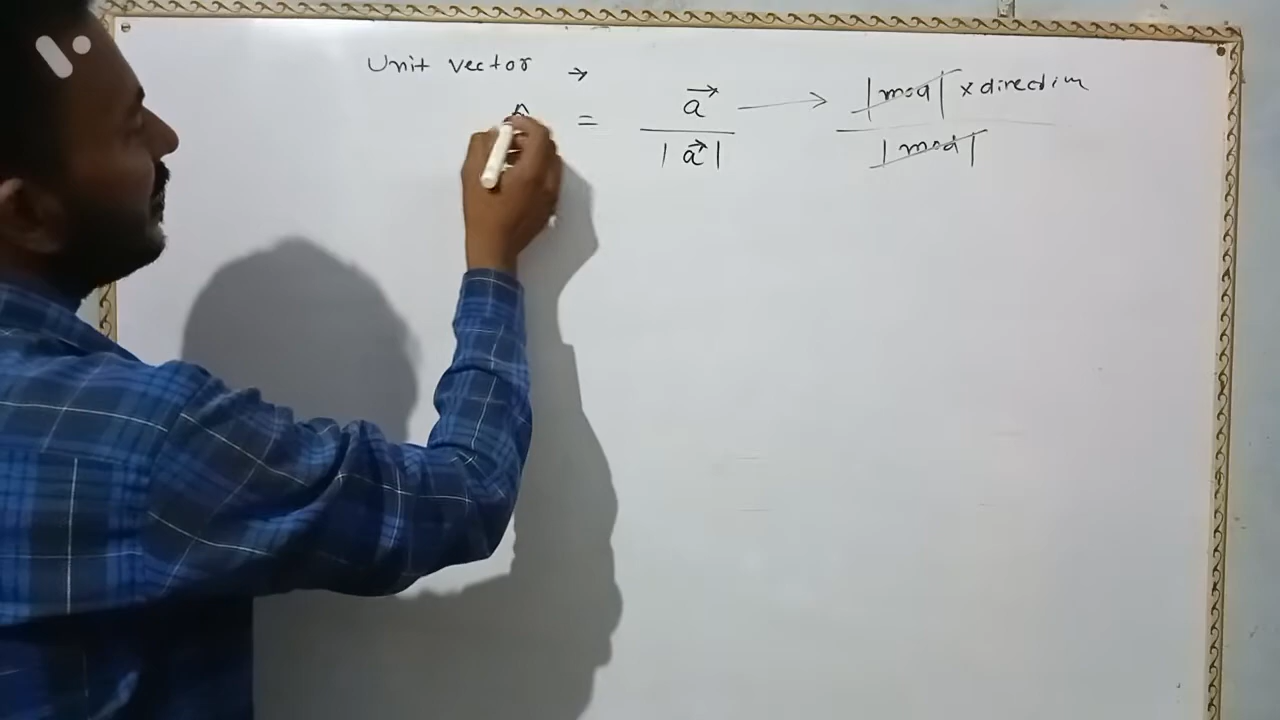 Unit vector →
= a⃗ / |a⃗| → |mod| × direction / |mod|